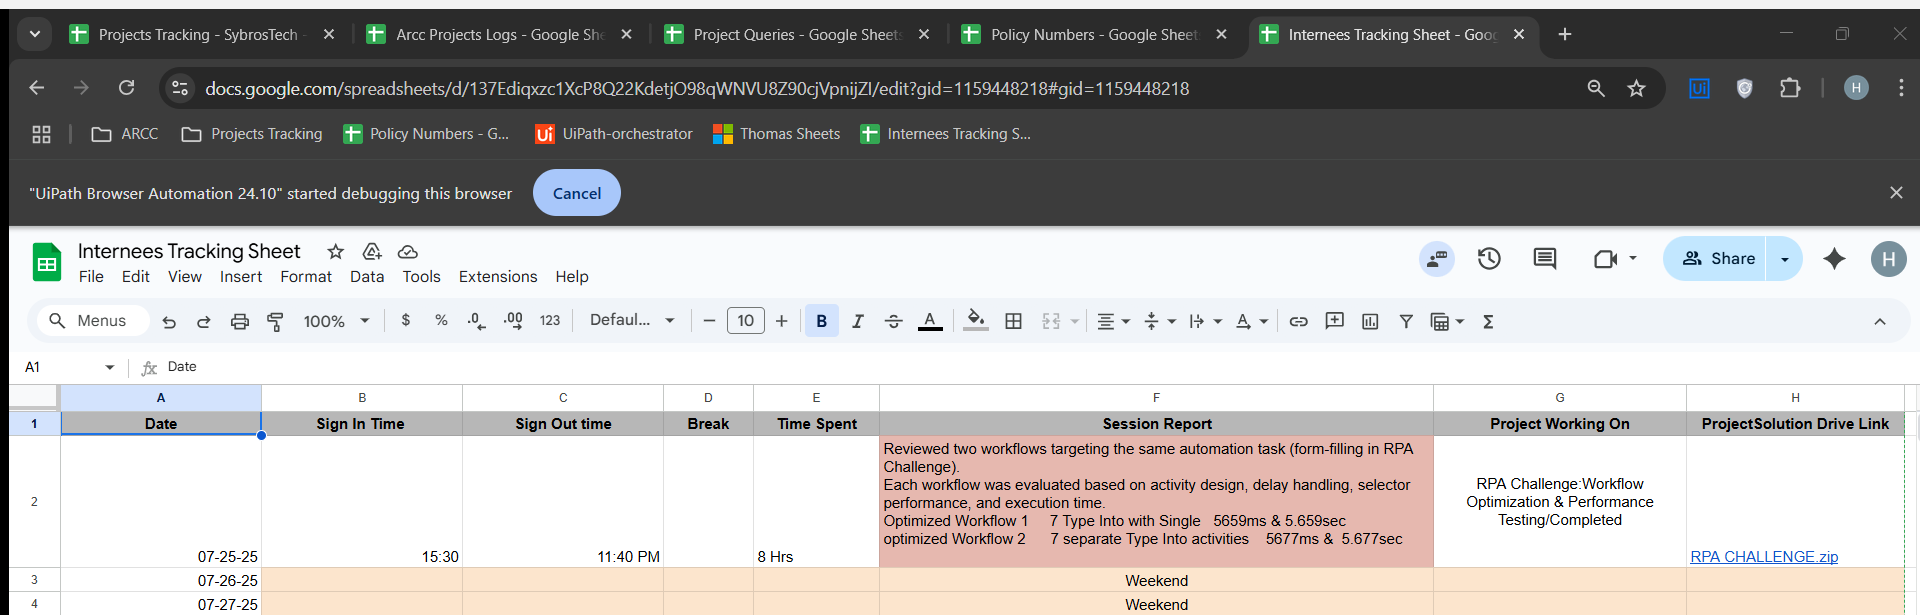 Projects Tracking - SybrosTech -
Arcc Projects Logs - Google She
Project Queries - Google Sheets
Policy Numbers - Google Sheet
Internees Tracking Sheet - Goog
docs.google.com/spreadsheets/d/137Ediqxzc1XcP8Q22KdetjO98qWNVU8Z90cjVpnijZI/edit?gid=1159448218#gid=1159448218
Ui
H
ARCC
Projects Tracking
Policy Numbers - G...
Ui
UiPath-orchestrator
Thomas Sheets
Internees Tracking S...
"UiPath Browser Automation 24.10" started debugging this browser
Cancel
Internees Tracking Sheet
File Edit View Insert Format Data Tools Extensions Help
Share
H
Menus
100%
$ % .0 .00 123
Defaul...
10
B I S A
A1
fx Date
A B C D E F G H
1 Date Sign In Time Sign Out time Break Time Spent Session Report Project Working On ProjectSolution Drive Link
2
07-25-25
15:30
11:40 PM
8 Hrs
Reviewed two workflows targeting the same automation task (form-filling in RPA
Challenge).
Each workflow was evaluated based on activity design, delay handling, selector
performance, and execution time.
Optimized Workflow 1 7 Type Into with Single 5659ms & 5.659sec
optimized Workflow 2 7 separate Type Into activities 5677ms & 5.677sec
RPA Challenge:Workflow
Optimization & Performance
Testing/Completed
RPA CHALLENGE.zip
3 07-26-25 Weekend
4 07-27-25 Weekend